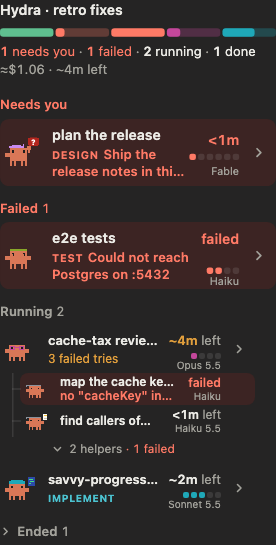 Hydra · retro fixes
1 needs you · 1 failed · 2 running · 1 done
≈$1.06 · ~4m left
Needs you
plan the release
<1m
DESIGN Ship the
release notes in thi...
Fable
Failed 1
e2e tests
failed
TEST Could not reach
Postgres on :5432
Haiku
Running 2
cache-tax revie...
~4m left
3 failed tries
Opus 5.5
map the cache ke...
failed
no "cacheKey" in...
Haiku
find callers of...
<1m left
Haiku 5.5
2 helpers · 1 failed
savvy-progress...
~2m left
IMPLEMENT
Sonnet 5.5
Ended 1